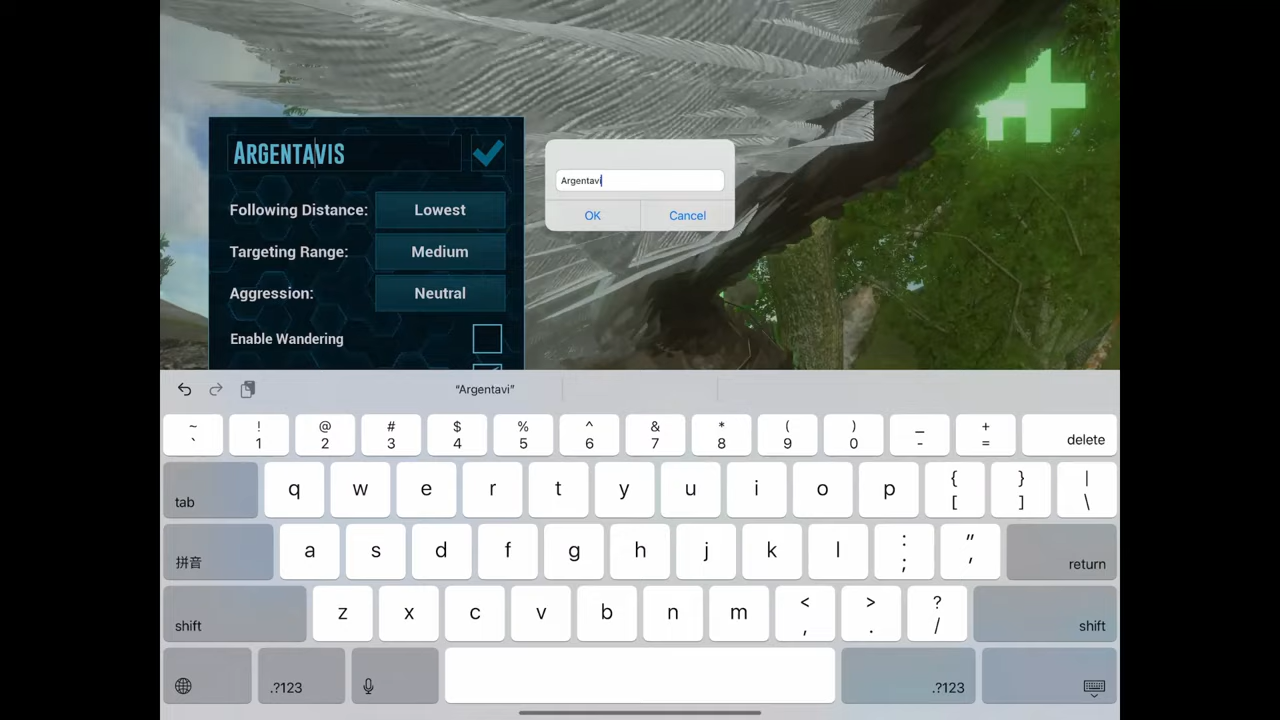 ARGENTAVIS
Argentavi
OK Cancel
Following Distance: Lowest
Targeting Range: Medium
Aggression: Neutral
Enable Wandering
“Argentavi”
~ ! @ # $ % ^ & * ( ) _ +
` 1 2 3 4 5 6 7 8 9 0 - = delete
tab q w e r t y u i o p { [ } ] | \
拼音 a s d f g h j k l : ; " ' return
shift z x c v b n m < , > . ? / shift
.?123 .?123